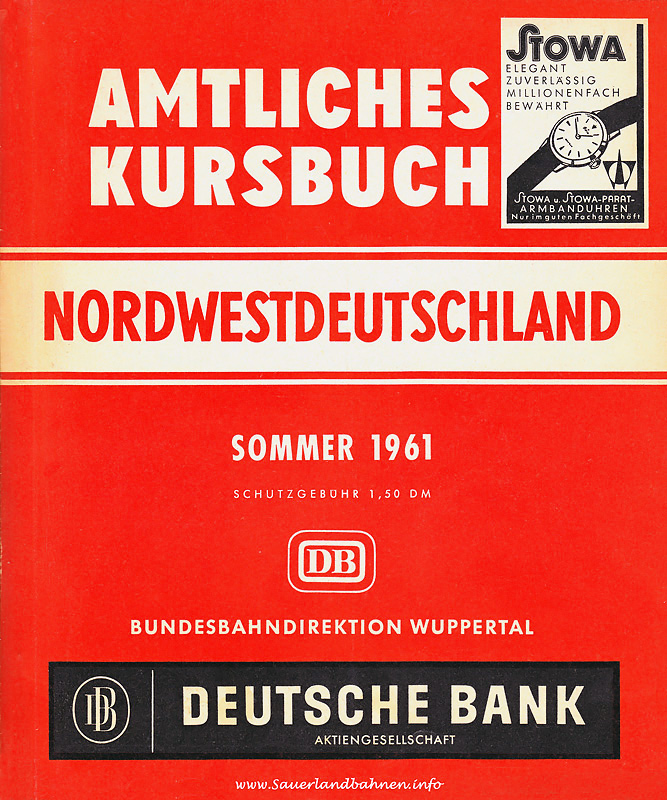 AMTLICHES
KURSBUCH
STOWA
ELEGANT
ZUVERLÄSSIG
MILLIONENFACH
BEWÄHRT
STOWA u. STOWA-PARAT-
ARMBANDUHREN
Nur im guten Fachgeschäft
NORDWESTDEUTSCHLAND
SOMMER 1961
SCHUTZGEBÜHR 1,50 DM
DB
BUNDESBAHNDIREKTION WUPPERTAL
DB
DEUTSCHE BANK
AKTIENGESELLSCHAFT
www.Sauerlandbahnen.info